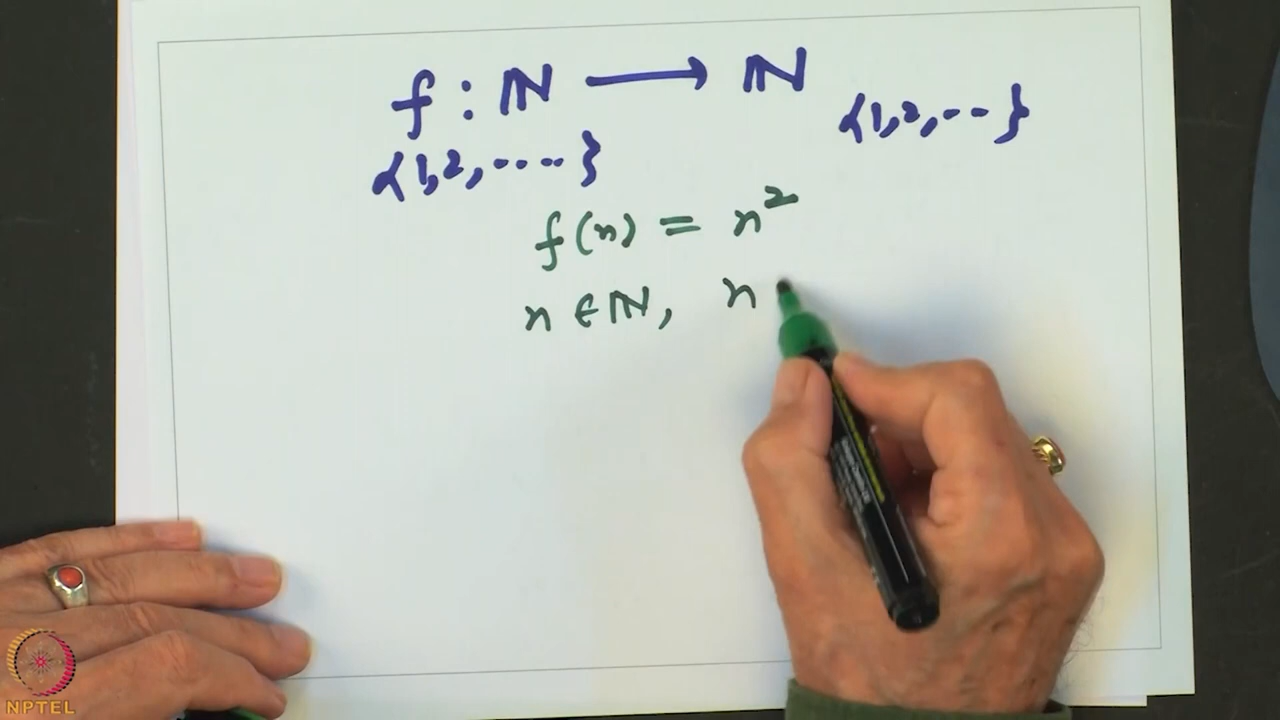 f : ℕ ⟶ ℕ
{1,2,....} {1,2,...}
f(n) = n²
n ∈ ℕ, n
NPTEL